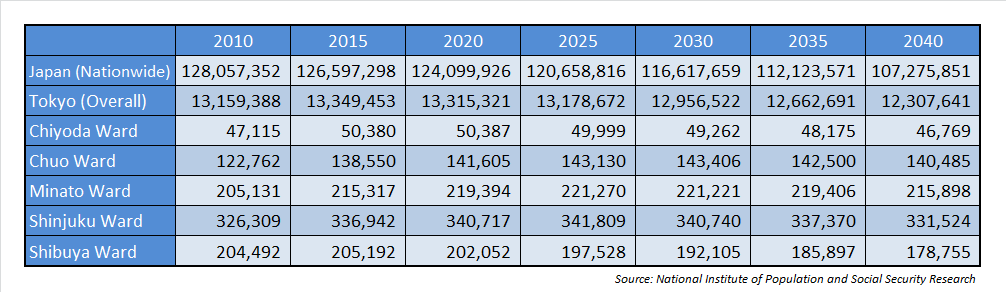 2010 2015 2020 2025 2030 2035 2040
Japan (Nationwide) 128,057,352 126,597,298 124,099,926 120,658,816 116,617,659 112,123,571 107,275,851
Tokyo (Overall) 13,159,388 13,349,453 13,315,321 13,178,672 12,956,522 12,662,691 12,307,641
Chiyoda Ward 47,115 50,380 50,387 49,999 49,262 48,175 46,769
Chuo Ward 122,762 138,550 141,605 143,130 143,406 142,500 140,485
Minato Ward 205,131 215,317 219,394 221,270 221,221 219,406 215,898
Shinjuku Ward 326,309 336,942 340,717 341,809 340,740 337,370 331,524
Shibuya Ward 204,492 205,192 202,052 197,528 192,105 185,897 178,755
Source: National Institute of Population and Social Security Research